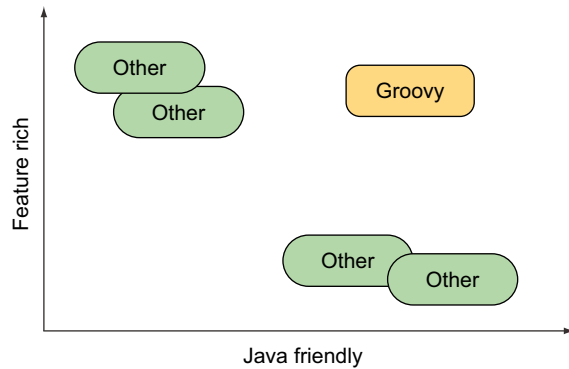 Other
Other
Groovy
Other
Other
Feature rich
Java friendly